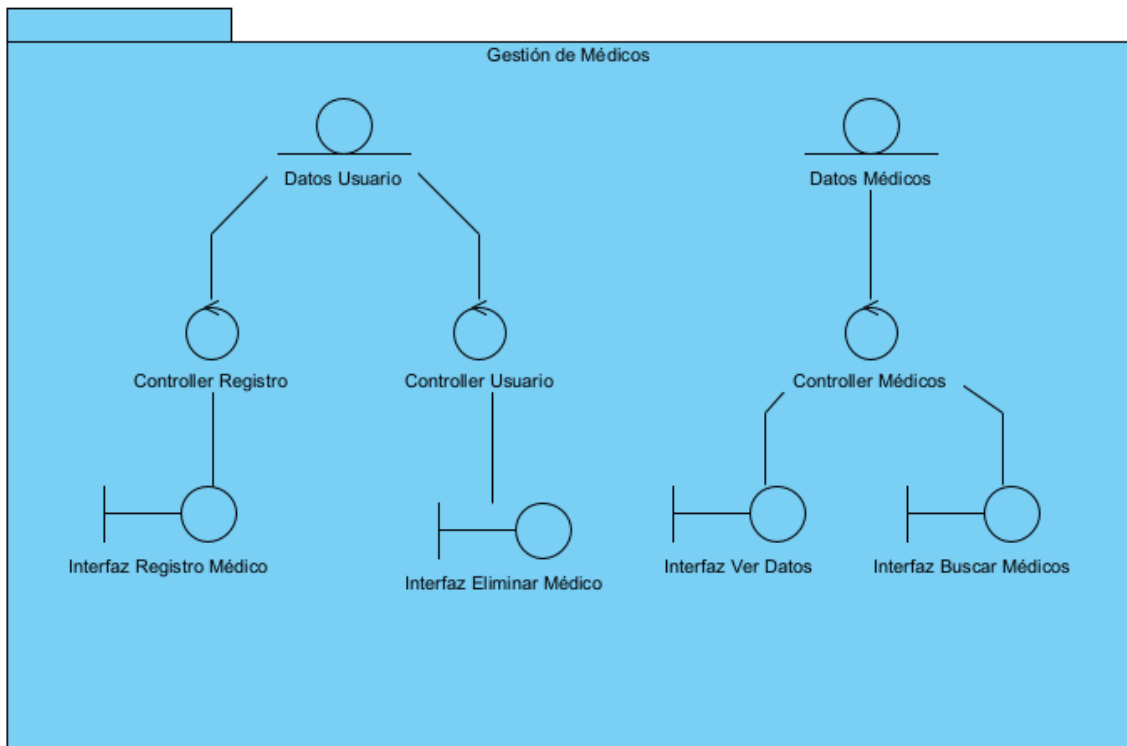 Gestión de Médicos
Datos Usuario
Datos Médicos
Controller Registro
Controller Usuario
Controller Médicos
Interfaz Registro Médico
Interfaz Eliminar Médico
Interfaz Ver Datos
Interfaz Buscar Médicos